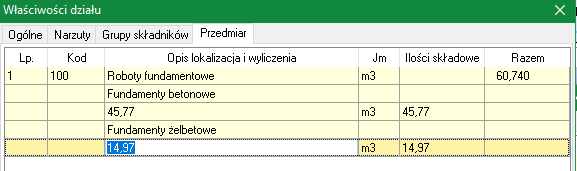 Właściwości działu
Ogólne Narzuty Grupy składników Przedmiar
Lp. Kod Opis lokalizacja i wyliczenia Jm Ilości składowe Razem
1 100 Roboty fundamentowe m3 60,740
Fundamenty betonowe
45,77 m3 45,77
Fundamenty żelbetowe
14,97 m3 14,97